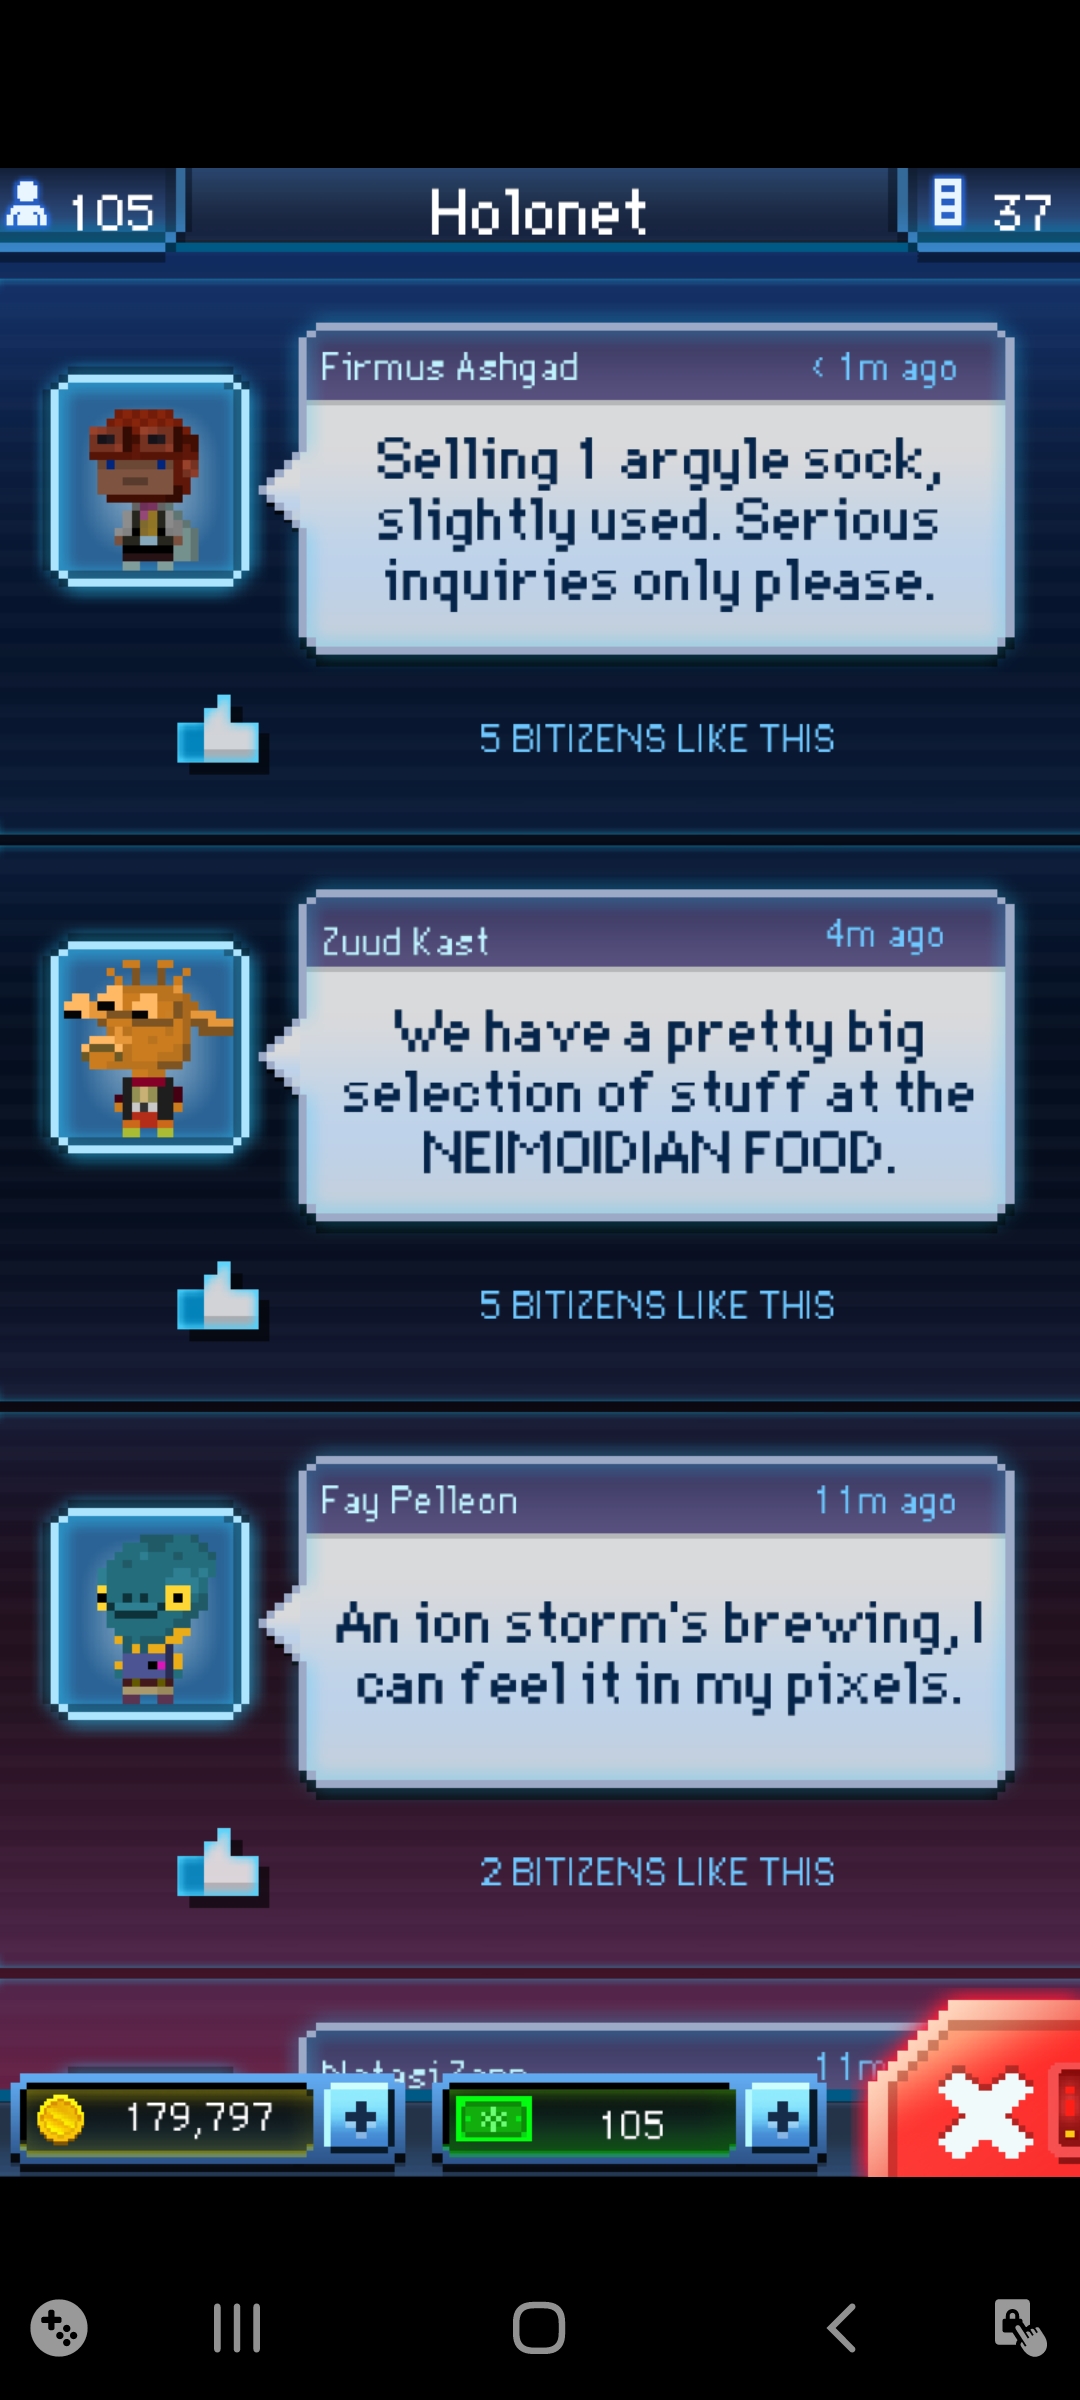 105
Holonet
37
Firmus Ashgad
< 1m ago
Selling 1 argyle sock,
slightly used. Serious
inquiries only please.
5 BITIZENS LIKE THIS
Zuud Kast
4m ago
We have a pretty big
selection of stuff at the
NEIMOIDIAN FOOD.
5 BITIZENS LIKE THIS
Fay Pelleon
11m ago
An ion storm's brewing, I
can feel it in my pixels.
2 BITIZENS LIKE THIS
11m
179,797
105